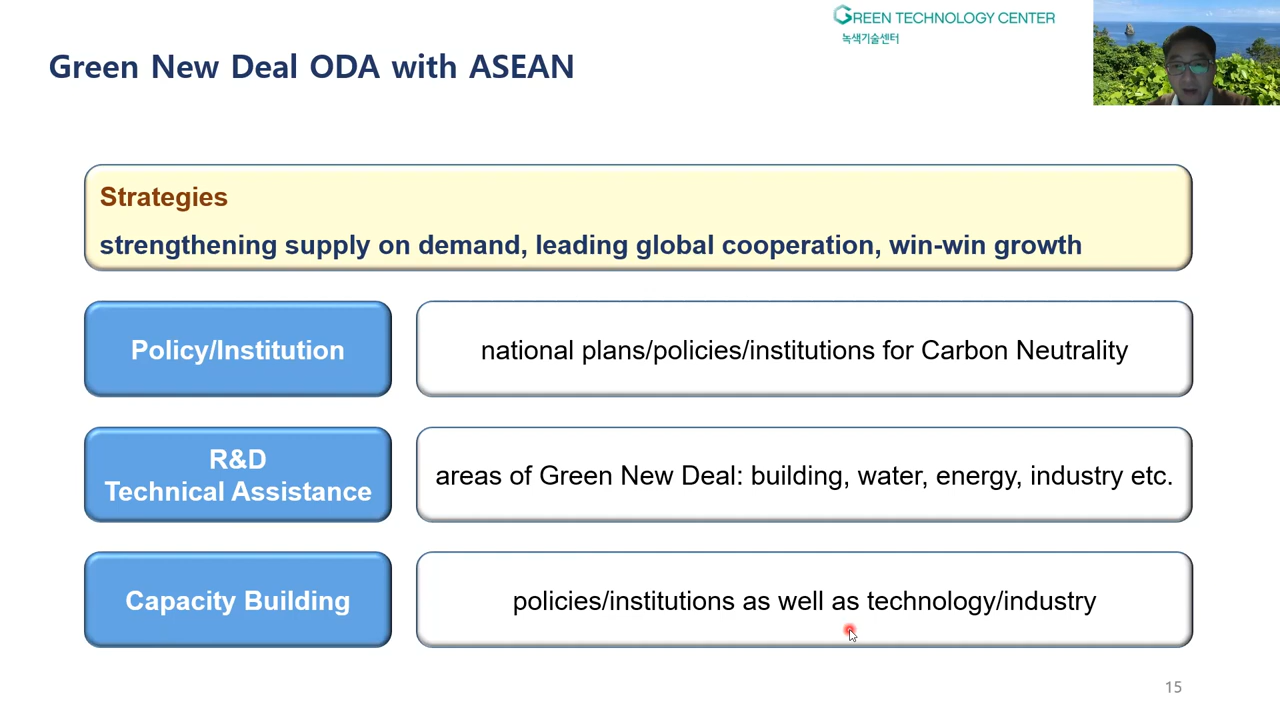 GREEN TECHNOLOGY CENTER
녹색기술센터
Green New Deal ODA with ASEAN
Strategies
strengthening supply on demand, leading global cooperation, win-win growth
Policy/Institution
national plans/policies/institutions for Carbon Neutrality
R&D
Technical Assistance
areas of Green New Deal: building, water, energy, industry etc.
Capacity Building
policies/institutions as well as technology/industry
15